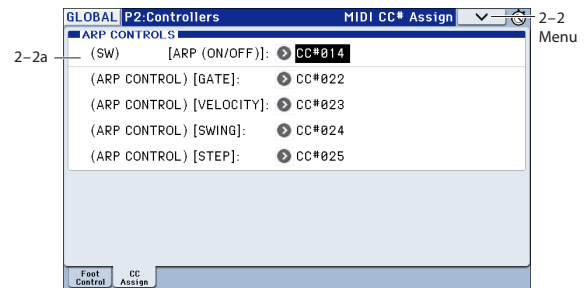 GLOBAL P2:Controllers MIDI CC# Assign
2–2
Menu
ARP CONTROLS
2–2a
(SW) [ARP (ON/OFF)]: CC#014
(ARP CONTROL) [GATE]: CC#022
(ARP CONTROL) [VELOCITY]: CC#023
(ARP CONTROL) [SWING]: CC#024
(ARP CONTROL) [STEP]: CC#025
Foot Control
CC Assign